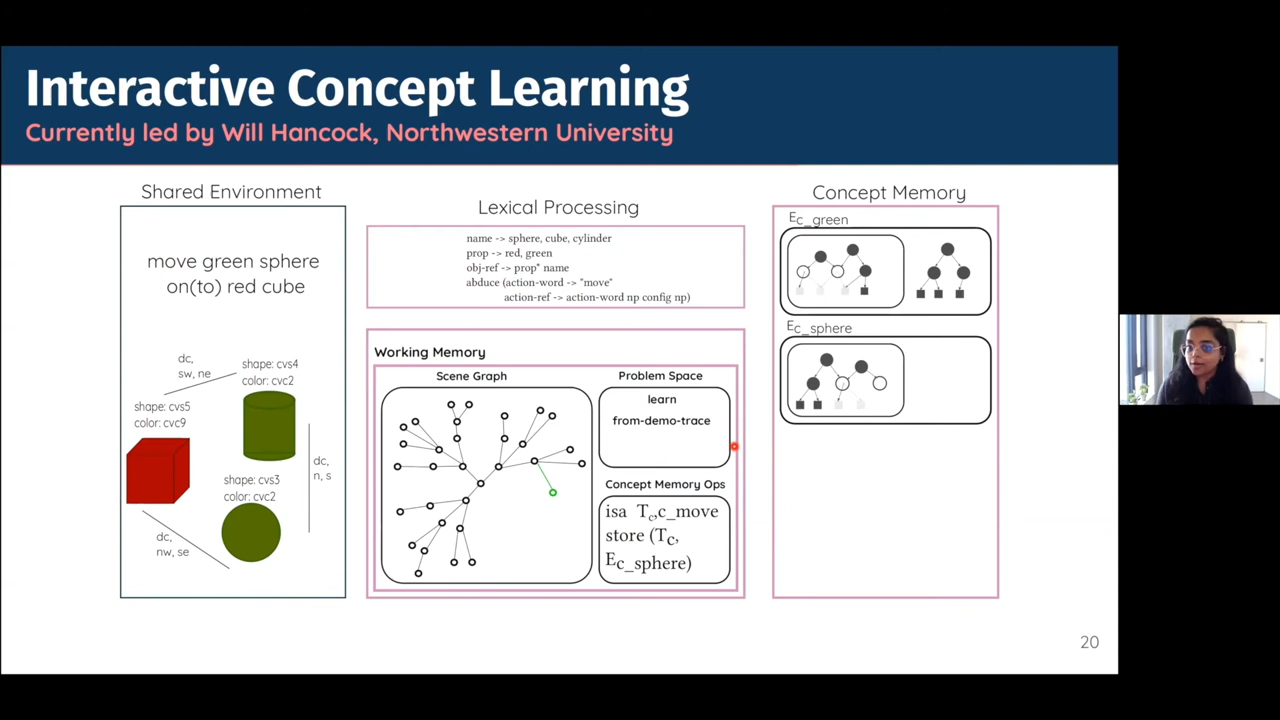 Interactive Concept Learning
Currently led by Will Hancock, Northwestern University
Shared Environment
move green sphere
on(to) red cube
dc,
sw, ne
shape: cvs4
color: cvc2
shape: cvs5
color: cvc9
shape: cvs3
color: cvc2
dc,
n, s
dc,
nw, se
Lexical Processing
name -> sphere, cube, cylinder
prop -> red, green
obj-ref -> prop* name
abduce (action-word -> "move"
action-ref -> action-word np config np)
Working Memory
Scene Graph
Problem Space
learn
from-demo-trace
Concept Memory Ops
isa Tc,c_move
store (Tc,
Ec_sphere)
Concept Memory
Ec_green
Ec_sphere
20